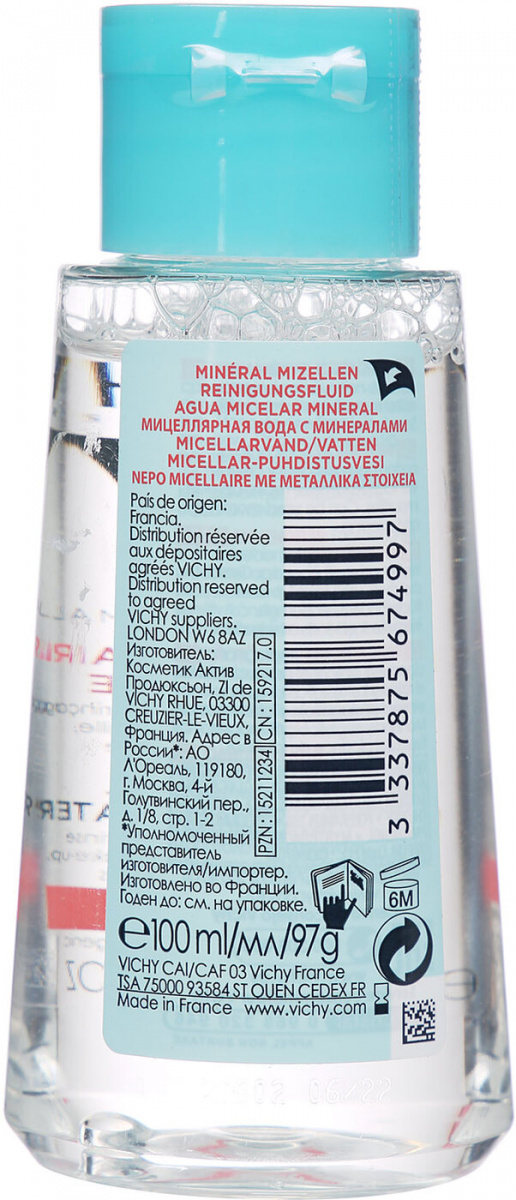 MINÉRAL MIZELLEN
REINIGUNGSFLUID
AGUA MICELAR MINERAL
МИЦЕЛЛЯРНАЯ ВОДА С МИНЕРАЛАМИ
MICELLARVAND/VATTEN
MICELLAR-PUHDISTUSVESI
ΝΕΡΟ MICELLAIRE ΜΕ ΜΕΤΑΛΛΙΚΑ ΣΤΟΙΧΕΙΑ
País de origen:
Francia.
Distribution réservée
aux dépositaires
agréés VICHY.
Distribution reserved
to agreed
VICHY suppliers.
LONDON W6 8AZ
Изготовитель:
Косметик Актив
Продюксьон, ZI de
VICHY RHUE, 03300
CREUZIER-LE-VIEUX,
Франция. Адрес в
России*: АО
Л'Ореаль, 119180,
г. Москва, 4-й
Голутвинский пер.,
д. 1/8, стр. 1-2
*Уполномоченный
представитель
изготовителя/импортер.
Изготовлено во Франции.
Годен до: см. на упаковке.
PZN: 15211234 CN: 159217.0
3 337875 674997
6M
e100 ml/мл/97g
VICHY CAI/CAF 03 Vichy France
TSA 75000 93584 ST OUEN CEDEX FR
Made in France www.vichy.com